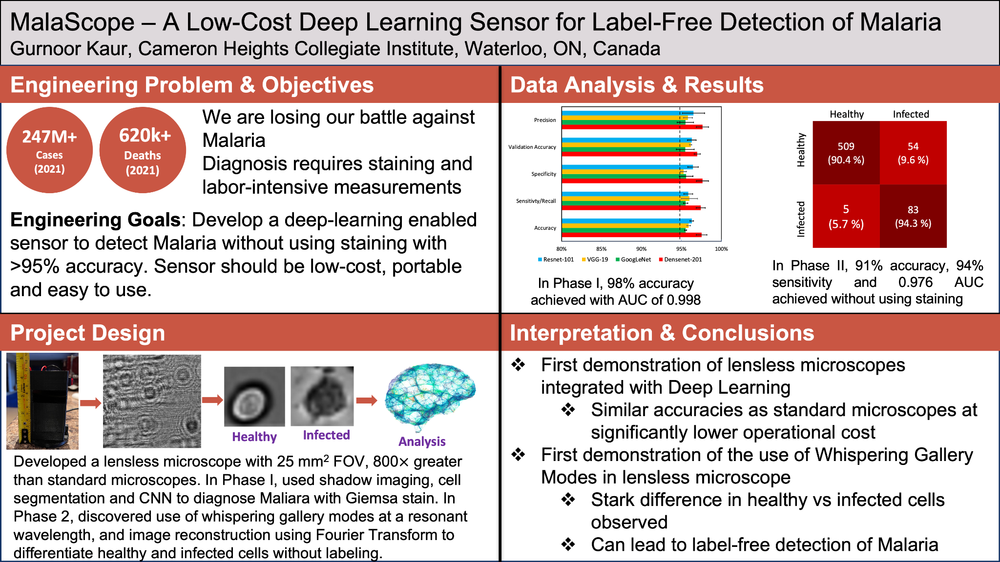 MalaScope – A Low-Cost Deep Learning Sensor for Label-Free Detection of Malaria
Gurnoor Kaur, Cameron Heights Collegiate Institute, Waterloo, ON, Canada
Engineering Problem & Objectives
247M+
Cases
(2021)
620k+
Deaths
(2021)
We are losing our battle against
Malaria
Diagnosis requires staining and
labor-intensive measurements
Engineering Goals: Develop a deep-learning enabled
sensor to detect Malaria without using staining with
>95% accuracy. Sensor should be low-cost, portable
and easy to use.
Data Analysis & Results
Precision
Validation Accuracy
Specificity
Sensitivty/Recall
Accuracy
80% 85% 90% 95% 100%
Resnet-101 VGG-19 GoogLeNet Densenet-201
In Phase I, 98% accuracy
achieved with AUC of 0.998
Healthy Infected
Healthy
509
(90.4 %)
54
(9.6 %)
Infected
5
(5.7 %)
83
(94.3 %)
In Phase II, 91% accuracy, 94%
sensitivity and 0.976 AUC
achieved without using staining
Project Design
Healthy
Infected
Analysis
Developed a lensless microscope with 25 mm² FOV, 800× greater
than standard microscopes. In Phase I, used shadow imaging, cell
segmentation and CNN to diagnose Maliara with Giemsa stain. In
Phase 2, discovered use of whispering gallery modes at a resonant
wavelength, and image reconstruction using Fourier Transform to
differentiate healthy and infected cells without labeling.
Interpretation & Conclusions
❖ First demonstration of lensless microscopes
integrated with Deep Learning
❖ Similar accuracies as standard microscopes at
significantly lower operational cost
❖ First demonstration of the use of Whispering Gallery
Modes in lensless microscope
❖ Stark difference in healthy vs infected cells
observed
❖ Can lead to label-free detection of Malaria